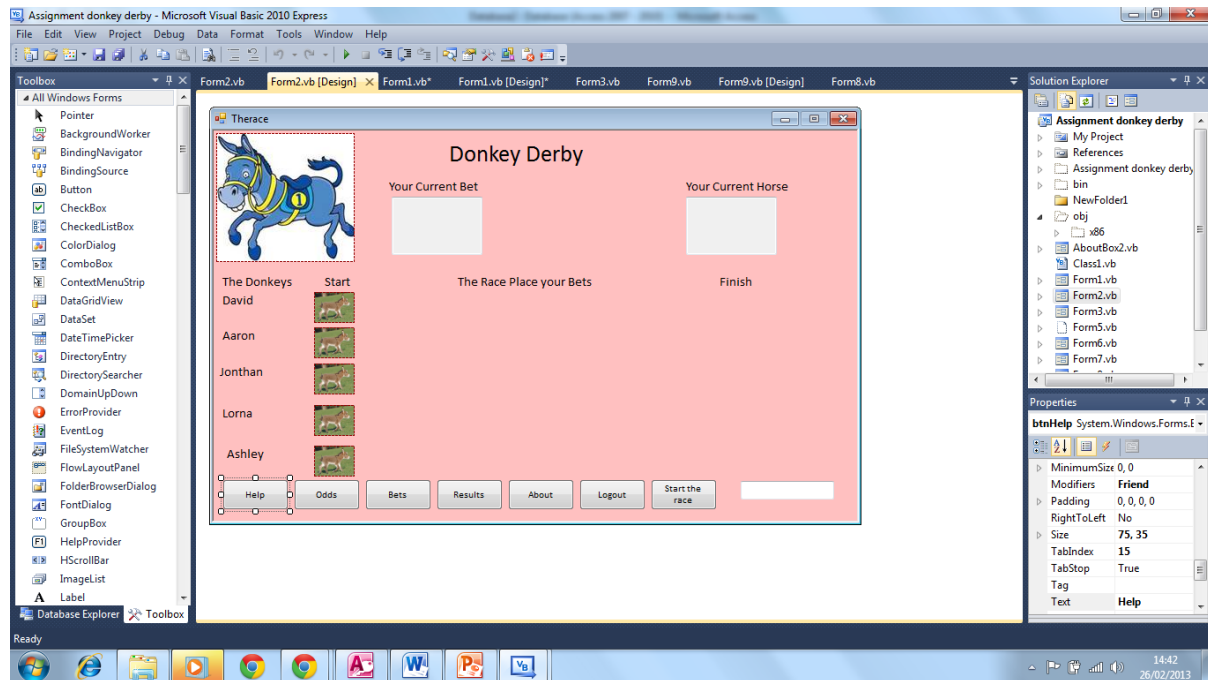 Assignment donkey derby - Microsoft Visual Basic 2010 Express
File Edit View Project Debug Data Format Tools Window Help
Toolbox
All Windows Forms
Pointer
BackgroundWorker
BindingNavigator
BindingSource
Button
CheckBox
CheckedListBox
ColorDialog
ComboBox
ContextMenuStrip
DataGridView
DataSet
DateTimePicker
DirectoryEntry
DirectorySearcher
DomainUpDown
ErrorProvider
EventLog
FileSystemWatcher
FlowLayoutPanel
FolderBrowserDialog
FontDialog
GroupBox
HelpProvider
HScrollBar
ImageList
Label
Database Explorer Toolbox
Form2.vb Form2.vb [Design] Form1.vb* Form1.vb [Design]* Form3.vb Form9.vb Form9.vb [Design] Form8.vb
Therace
1
Donkey Derby
Your Current Bet Your Current Horse
The Donkeys Start The Race Place your Bets Finish
David
Aaron
Jonthan
Lorna
Ashley
Help Odds Bets Results About Logout Start the
race
Solution Explorer
Assignment donkey derby
My Project
References
Assignment donkey derby
bin
NewFolder1
obj
x86
AboutBox2.vb
Class1.vb
Form1.vb
Form2.vb
Form3.vb
Form5.vb
Form6.vb
Form7.vb
Properties
btnHelp System.Windows.Forms.
MinimumSize 0, 0
Modifiers Friend
Padding 0, 0, 0, 0
RightToLeft No
Size 75, 35
TabIndex 15
TabStop True
Tag
Text Help
Ready
14:42
26/02/2013